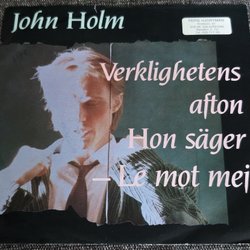 John Holm
Verklighetens
afton
Hon säger
– Le mot mej